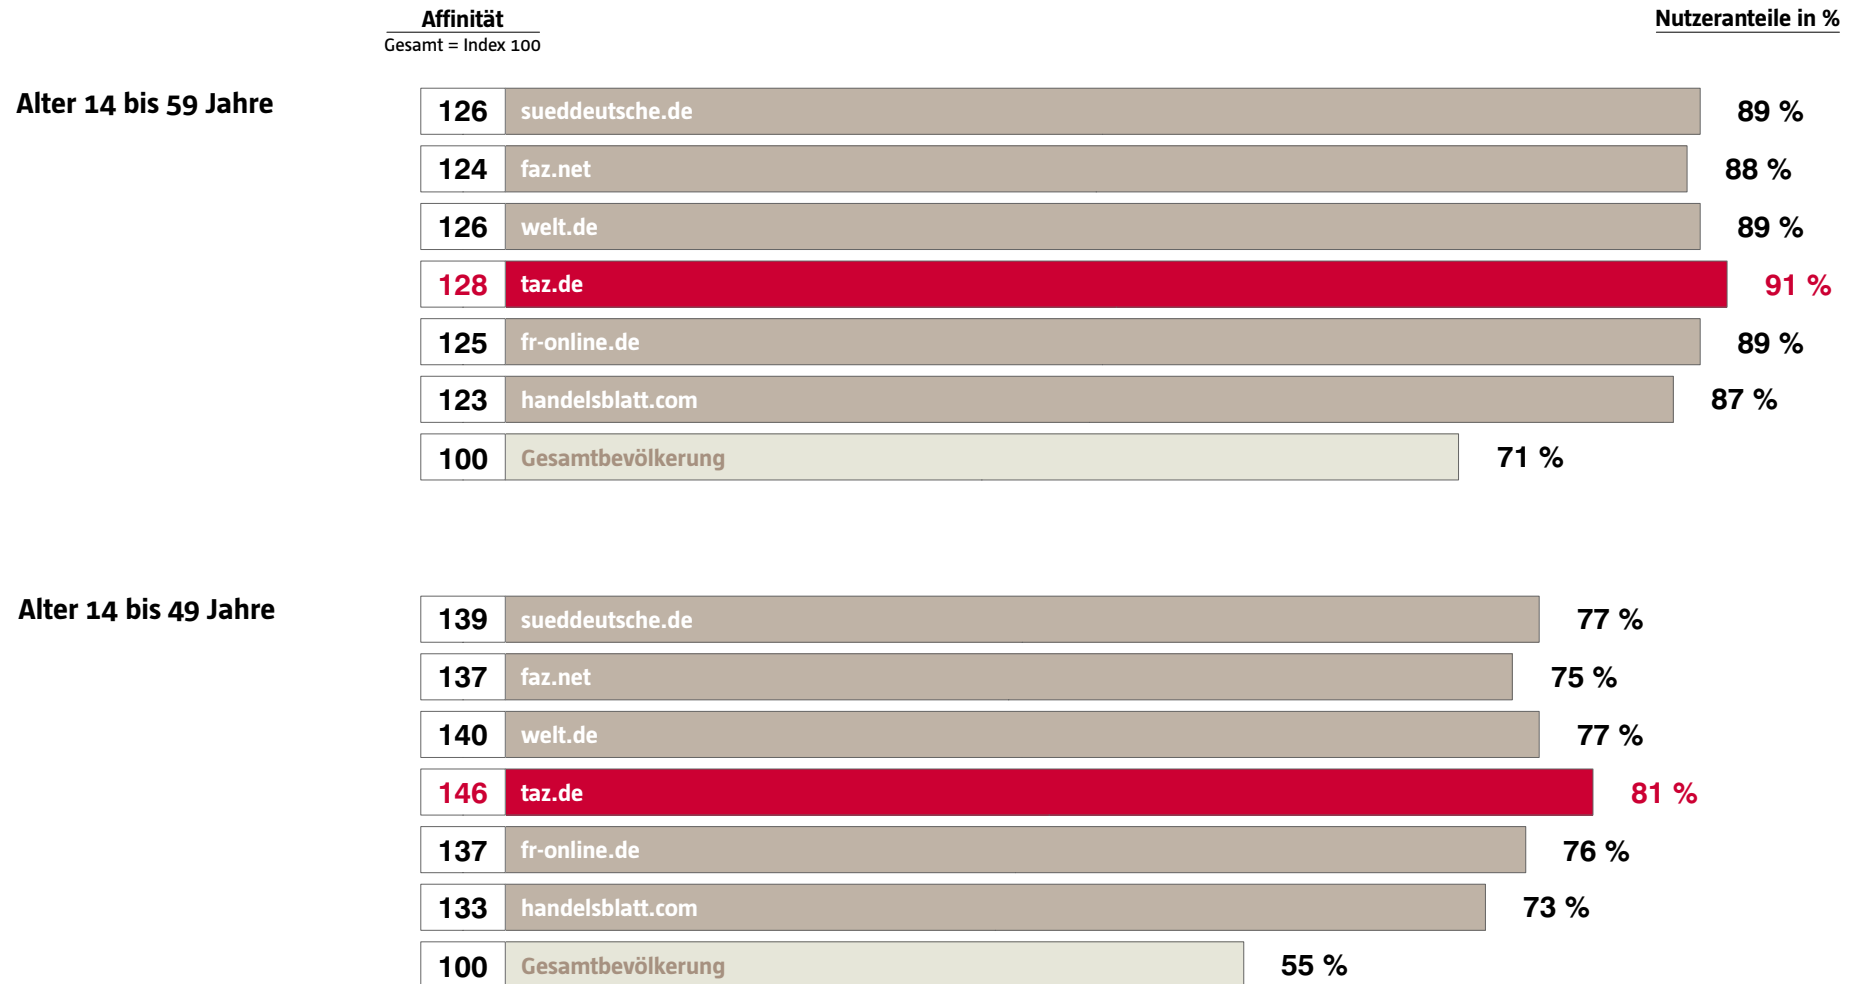 Affinität
Gesamt = Index 100
Nutzeranteile in %
Alter 14 bis 59 Jahre
126 sueddeutsche.de 89 %
124 faz.net 88 %
126 welt.de 89 %
128 taz.de 91 %
125 fr-online.de 89 %
123 handelsblatt.com 87 %
100 Gesamtbevölkerung 71 %
Alter 14 bis 49 Jahre
139 sueddeutsche.de 77 %
137 faz.net 75 %
140 welt.de 77 %
146 taz.de 81 %
137 fr-online.de 76 %
133 handelsblatt.com 73 %
100 Gesamtbevölkerung 55 %